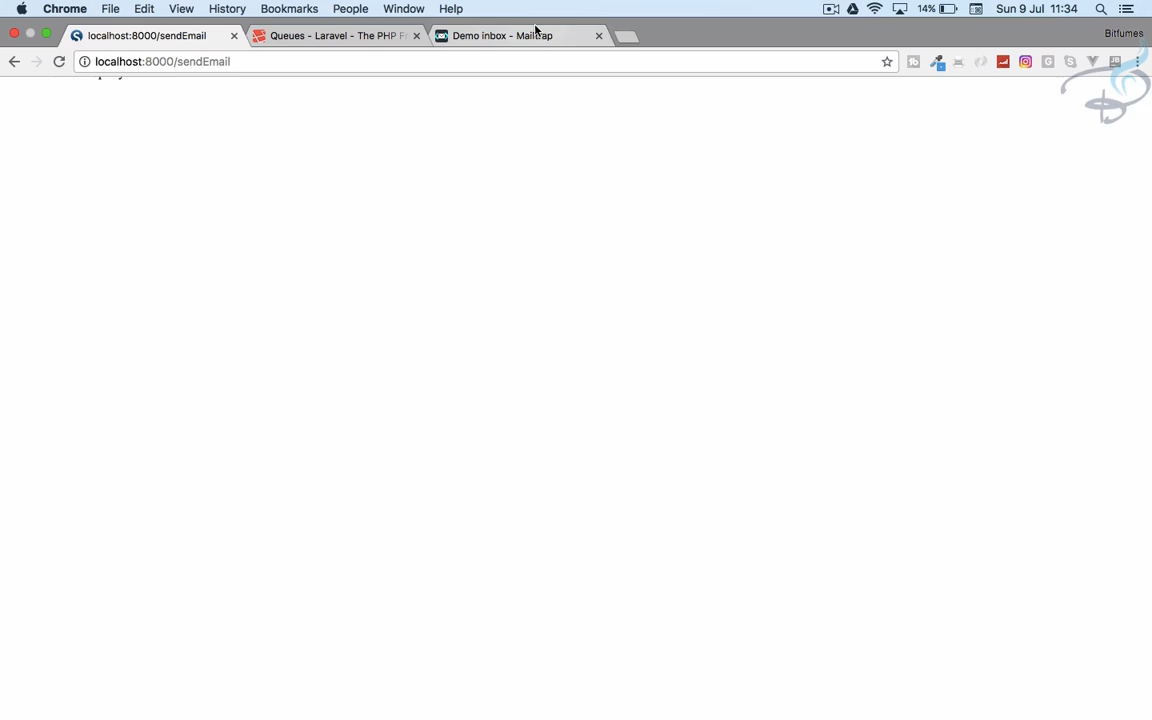 Chrome File Edit View History Bookmarks People Window Help 14% Sun 9 Jul 11:34
localhost:8000/sendEmail Queues - Laravel - The PHP Fr Demo inbox - Mailtrap Bitfumes
localhost:8000/sendEmail